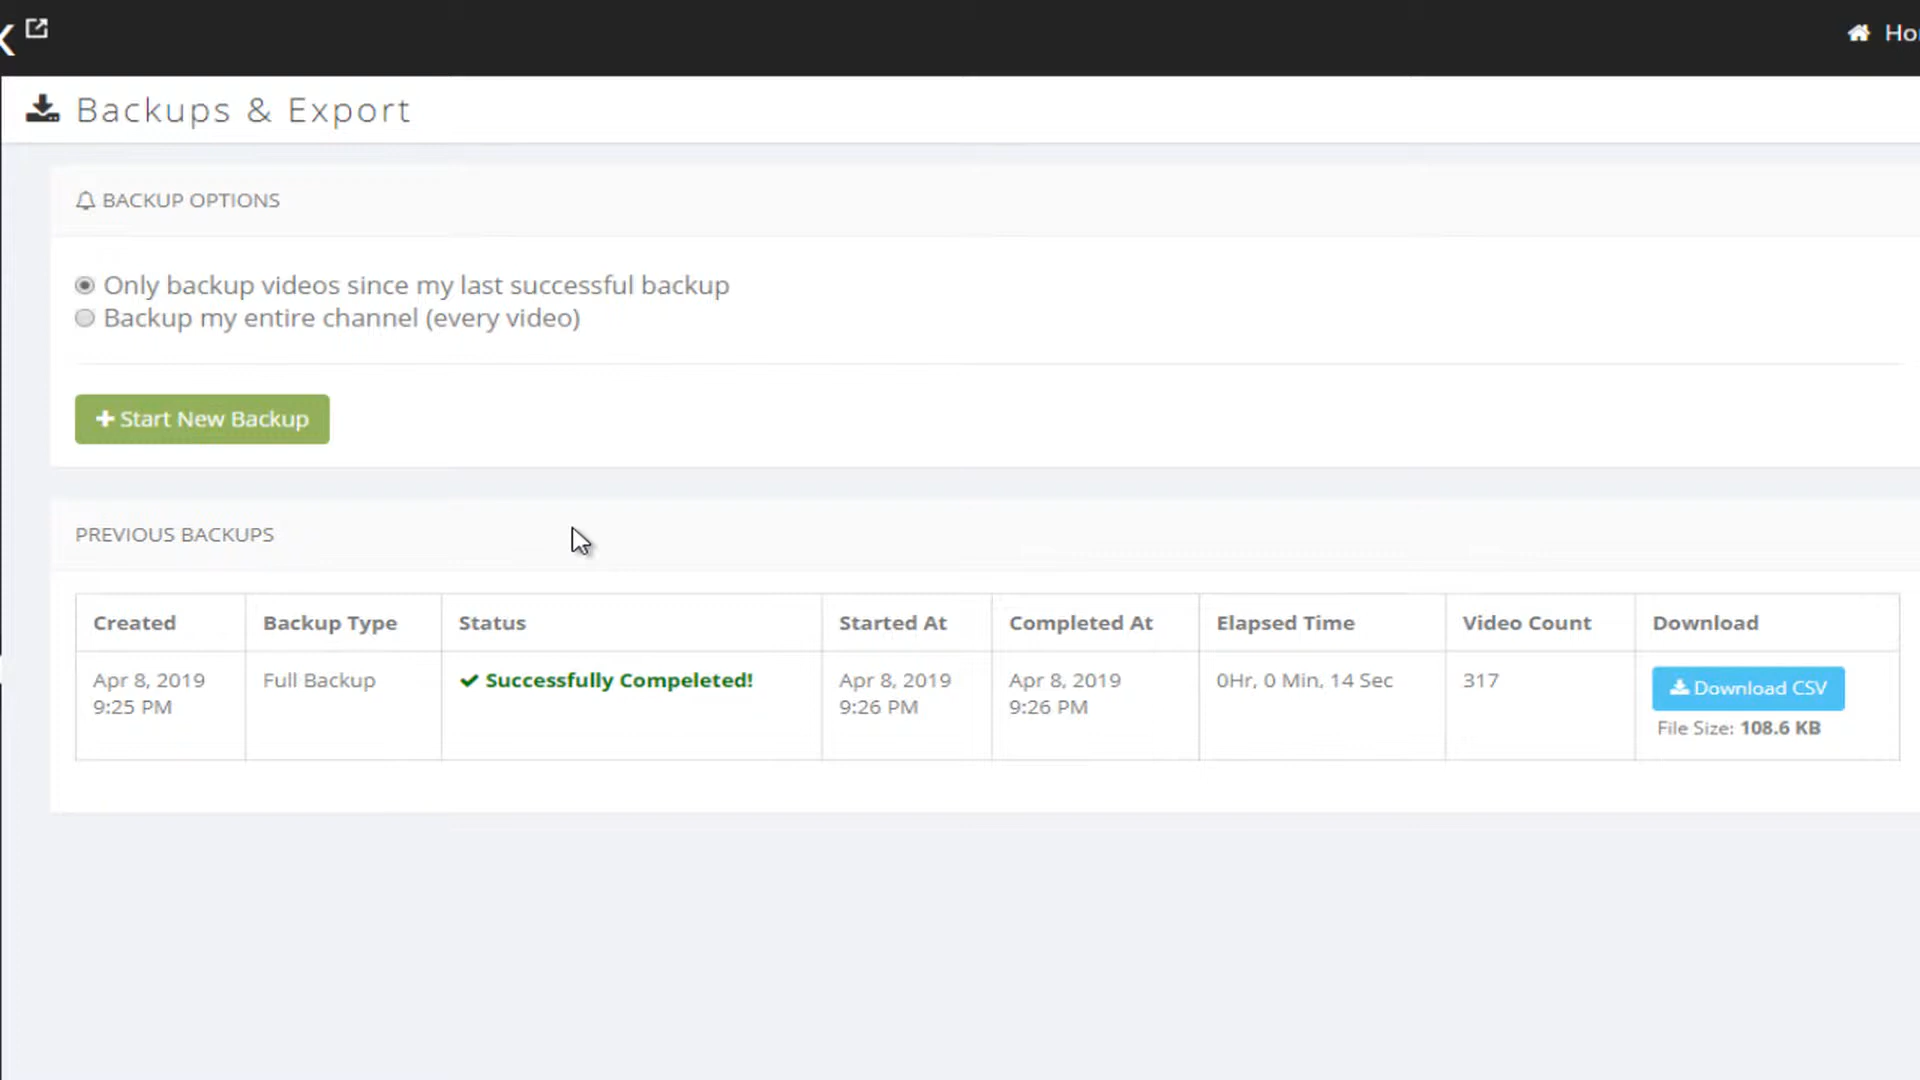 Backups & Export
BACKUP OPTIONS
Only backup videos since my last successful backup
Backup my entire channel (every video)
Start New Backup
PREVIOUS BACKUPS
Created Backup Type Status Started At Completed At Elapsed Time Video Count Download
Apr 8, 2019 Full Backup Successfully Compeleted! Apr 8, 2019 Apr 8, 2019 0Hr, 0 Min, 14 Sec 317 Download CSV
9:25 PM 9:26 PM 9:26 PM
File Size: 108.6 KB